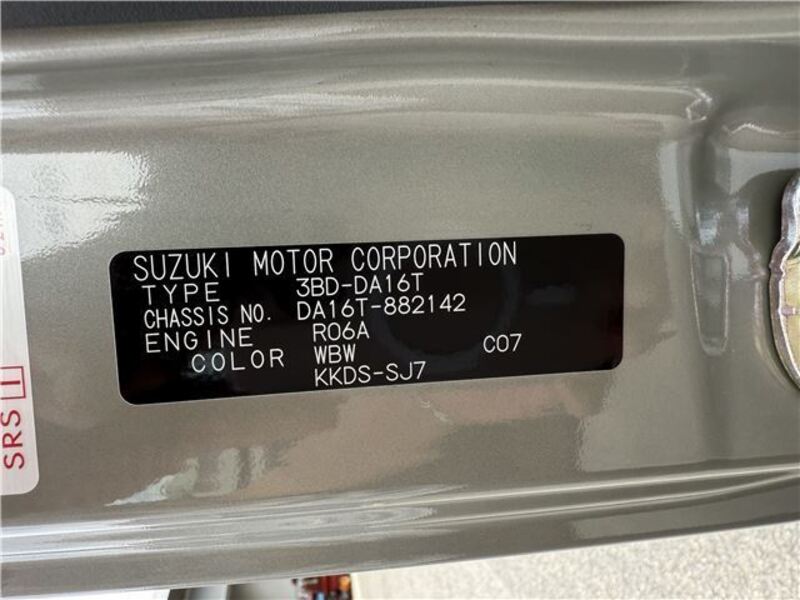 SUZUKI MOTOR CORPORATION
TYPE 3BD-DA16T
CHASSIS NO. DA16T-882142
ENGINE R06A
COLOR WBW C07
KKDS-SJ7
SRS